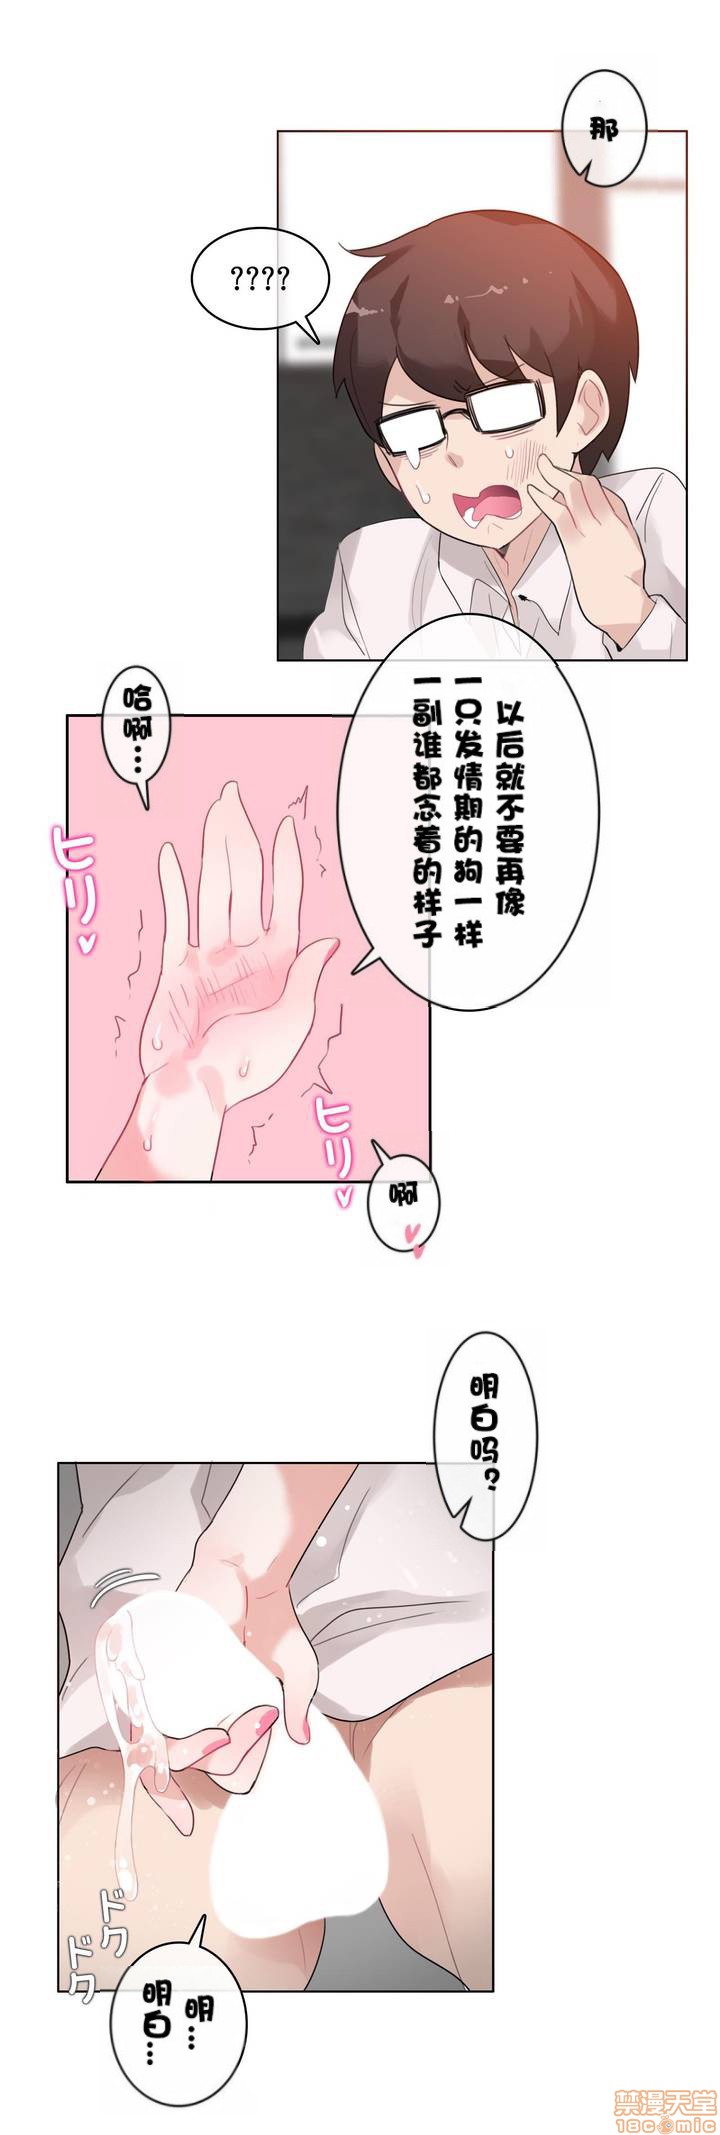 那
????
以后就不要再像
一只发情期的狗一样
一副谁都念着的样子
哈啊…
ヒリ
ヒリ
啊
明白吗?
ドク
ドク
明…
明白…
禁漫天堂
18comic.com